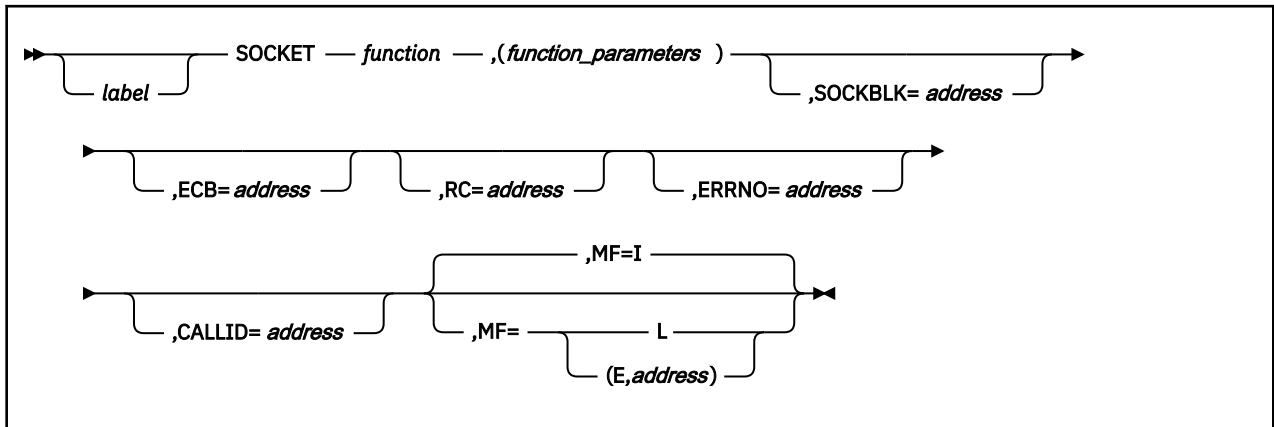 SOCKET function ,(function_parameters )
label
,SOCKBLK= address
,ECB= address ,RC= address ,ERRNO= address
,MF=I
,CALLID= address ,MF= L
(E,address)